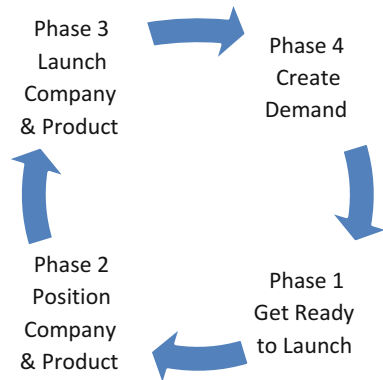 Phase 3
Launch
Company
& Product
Phase 4
Create
Demand
Phase 2
Position
Company
& Product
Phase 1
Get Ready
to Launch